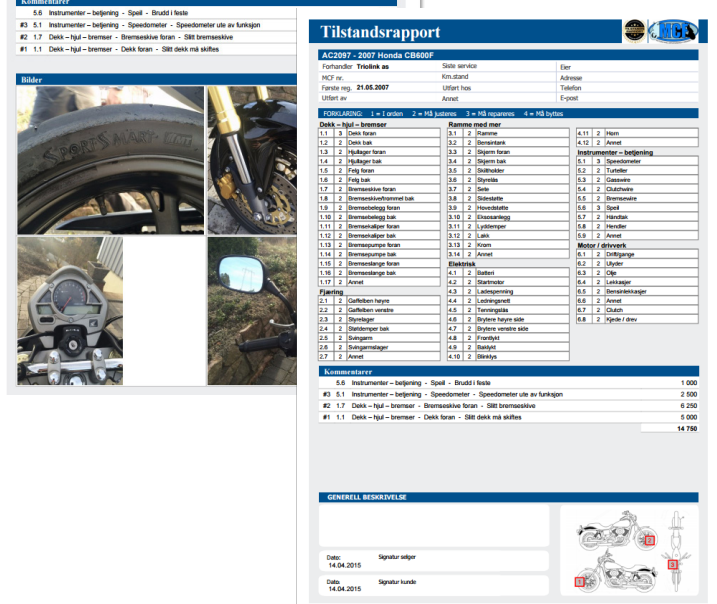 Kommentarer
5.6 Instrumenter – betjening - Speil - Brudd i feste
#3 5.1 Instrumenter – betjening - Speedometer - Speedometer ute av funksjon
#2 1.7 Dekk – hjul – bremser - Bremseskive foran - Slitt bremseskive
#1 1.1 Dekk – hjul – bremser - Dekk foran - Slitt dekk må skiftes
Bilder
SPORTSMART
Tilstandsrapport
MCF
AC2097 - 2007 Honda CB600F
Forhandler Triolink as Siste service Eier
MCF nr. Km.stand Adresse
Første reg. 21.05.2007 Utført hos Telefon
Utført av Annet E-post
FORKLARING: 1 = I orden 2 = Må justeres 3 = Må repareres 4 = Må byttes
Dekk – hjul – bremser
1.1 3 Dekk foran
1.2 2 Dekk bak
1.3 2 Hjullager foran
1.4 2 Hjullager bak
1.5 2 Felg foran
1.6 2 Felg bak
1.7 2 Bremseskive foran
1.8 2 Bremseskive/trommel bak
1.9 2 Bremsebelegg foran
1.10 2 Bremsebelegg bak
1.11 2 Bremsekaliper foran
1.12 2 Bremsekaliper bak
1.13 2 Bremsepumpe foran
1.14 2 Bremsepumpe bak
1.15 2 Bremseslange foran
1.16 2 Bremseslange bak
1.17 2 Annet
Fjæring
2.1 2 Gaffelben høyre
2.2 2 Gaffelben venstre
2.3 2 Styrelager
2.4 2 Støtdemper bak
2.5 2 Svingarm
2.6 2 Svingarmslager
2.7 2 Annet
Ramme med mer
3.1 2 Ramme
3.2 2 Bensintank
3.3 2 Skjerm foran
3.4 2 Skjerm bak
3.5 2 Skiltholder
3.6 2 Styrelås
3.7 2 Sete
3.8 2 Sidestøtte
3.9 2 Hovedstøtte
3.10 2 Eksosanlegg
3.11 2 Lyddemper
3.12 2 Lakk
3.13 2 Krom
3.14 2 Annet
Elektrisk
4.1 2 Batteri
4.2 2 Startmotor
4.3 2 Ladespenning
4.4 2 Ledningsnett
4.5 2 Tenningslås
4.6 2 Brytere høyre side
4.7 2 Brytere venstre side
4.8 2 Frontlykt
4.9 2 Baklykt
4.10 2 Blinklys
4.11 2 Horn
4.12 2 Annet
Instrumenter – betjening
5.1 3 Speedometer
5.2 2 Turteller
5.3 2 Gasswire
5.4 2 Clutchwire
5.5 2 Bremsewire
5.6 3 Speil
5.7 2 Håndtak
5.8 2 Hendler
5.9 2 Annet
Motor / drivverk
6.1 2 Drift/gange
6.2 2 Ulyder
6.3 2 Olje
6.4 2 Lekkasjer
6.5 2 Bensinlekkasjer
6.6 2 Annet
6.7 2 Clutch
6.8 2 Kjede / drev
Kommentarer
5.6 Instrumenter – betjening - Speil - Brudd i feste 1 000
#3 5.1 Instrumenter – betjening - Speedometer - Speedometer ute av funksjon 2 500
#2 1.7 Dekk – hjul – bremser - Bremseskive foran - Slitt bremseskive 6 250
#1 1.1 Dekk – hjul – bremser - Dekk foran - Slitt dekk må skiftes 5 000
14 750
GENERELL BESKRIVELSE
Dato: Signatur selger
14.04.2015
Dato: Signatur kunde
14.04.2015
2
3
1